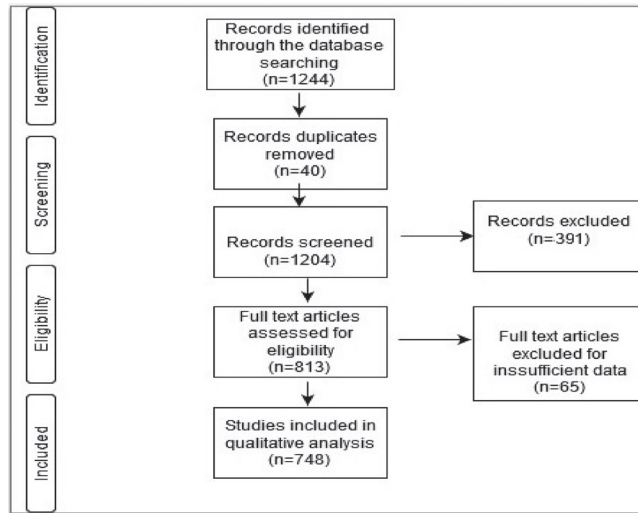 Identification
Records identified
through the database
searching
(n=1244)
Screening
Records duplicates
removed
(n=40)
Records screened
(n=1204)
Records excluded
(n=391)
Eligibility
Full text articles
assessed for
eligibility
(n=813)
Full text articles
excluded for
inssufficient data
(n=65)
Included
Studies included in
qualitative analysis
(n=748)